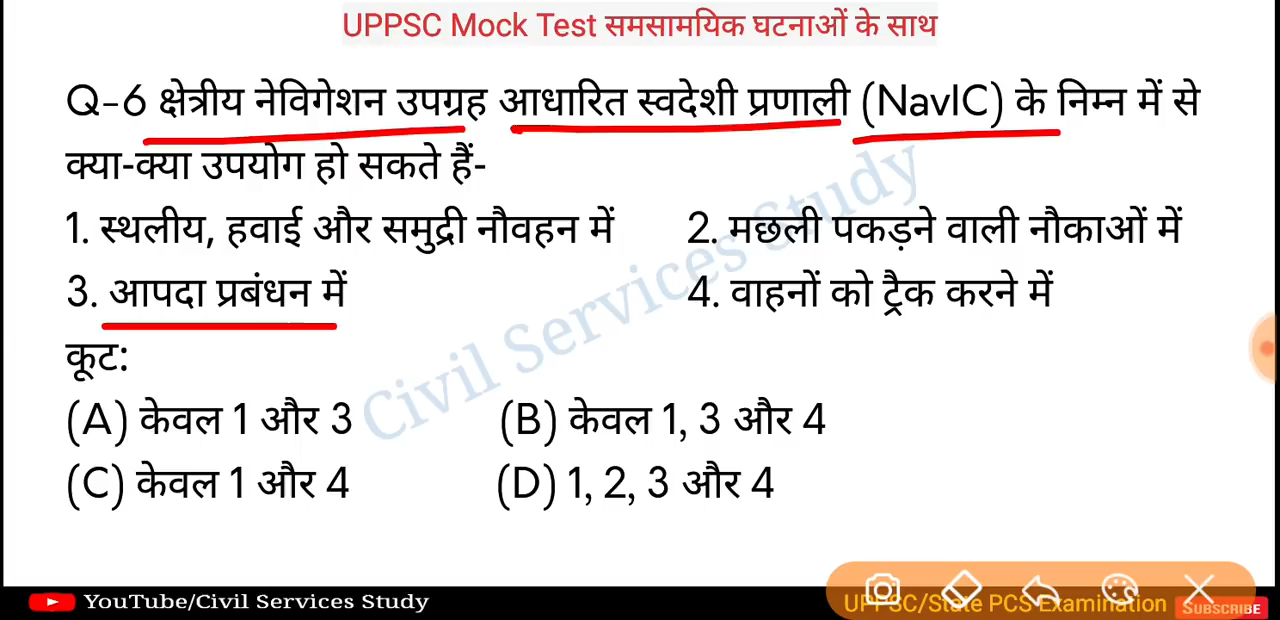 UPPSC Mock Test समसामयिक घटनाओं के साथ
Q-6 क्षेत्रीय नेविगेशन उपग्रह आधारित स्वदेशी प्रणाली (NavIC) के निम्न में से
क्या-क्या उपयोग हो सकते हैं-
1. स्थलीय, हवाई और समुद्री नौवहन में 2. मछली पकड़ने वाली नौकाओं में
3. आपदा प्रबंधन में 4. वाहनों को ट्रैक करने में
कूट:
(A) केवल 1 और 3 (B) केवल 1, 3 और 4
(C) केवल 1 और 4 (D) 1, 2, 3 और 4
Civil Services Study
YouTube/Civil Services Study UPPSC/State PCS Examination SUBSCRIBE